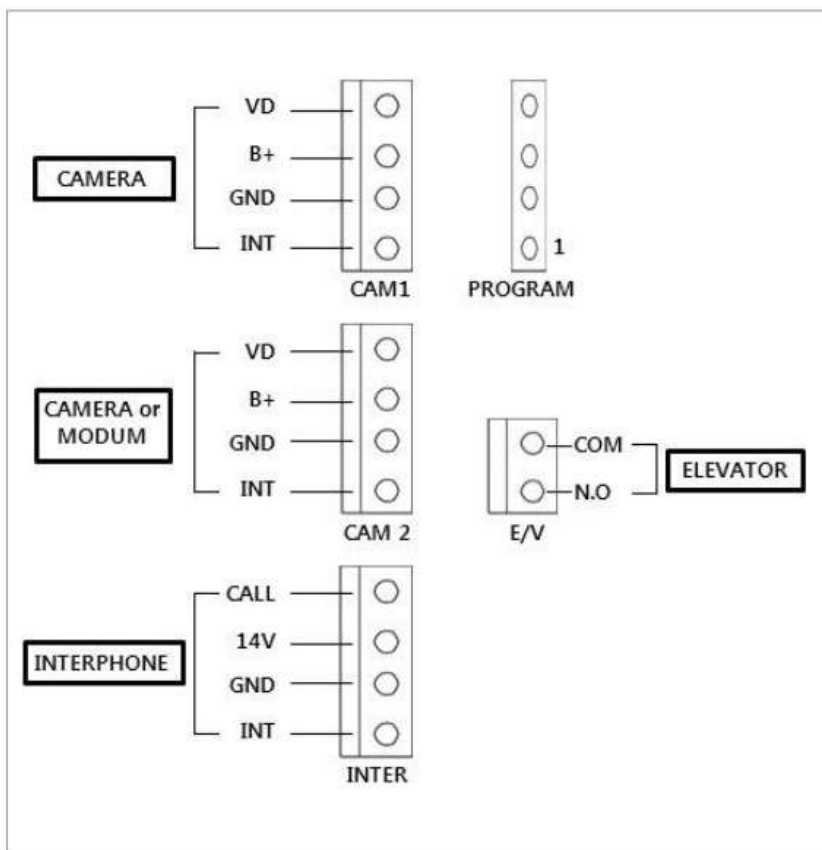 VD
B+
CAMERA
GND
INT
1
CAM1
PROGRAM
VD
B+
CAMERA or
MODUM
GND
INT
COM
ELEVATOR
N.O
CAM 2
E/V
CALL
14V
INTERPHONE
GND
INT
INTER